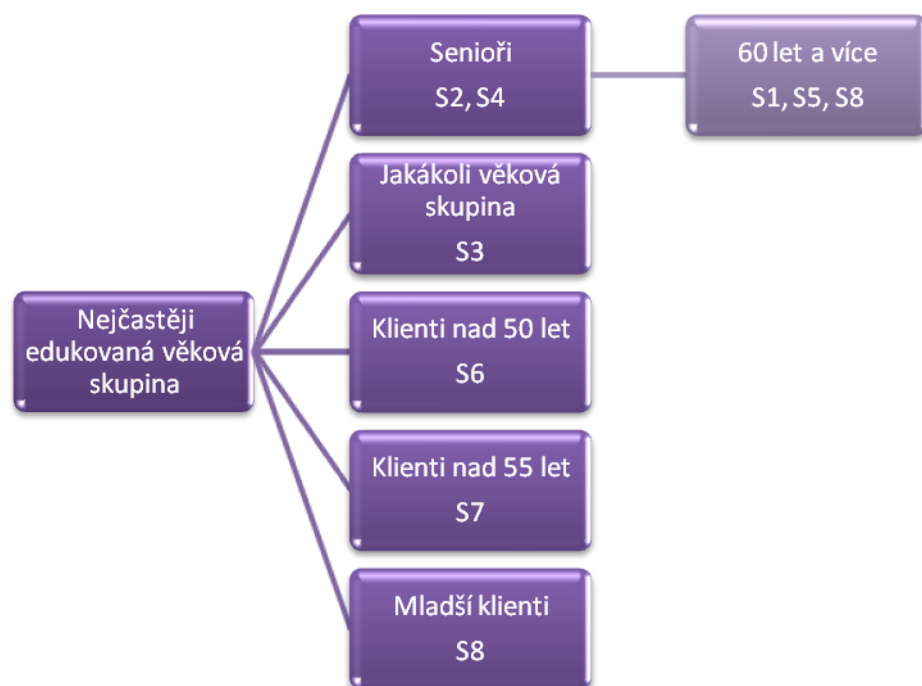 Nejčastěji
edukovaná věková
skupina
Senioři
S2, S4
60 let a více
S1, S5, S8
Jakákoli věková
skupina
S3
Klienti nad 50 let
S6
Klienti nad 55 let
S7
Mladší klienti
S8